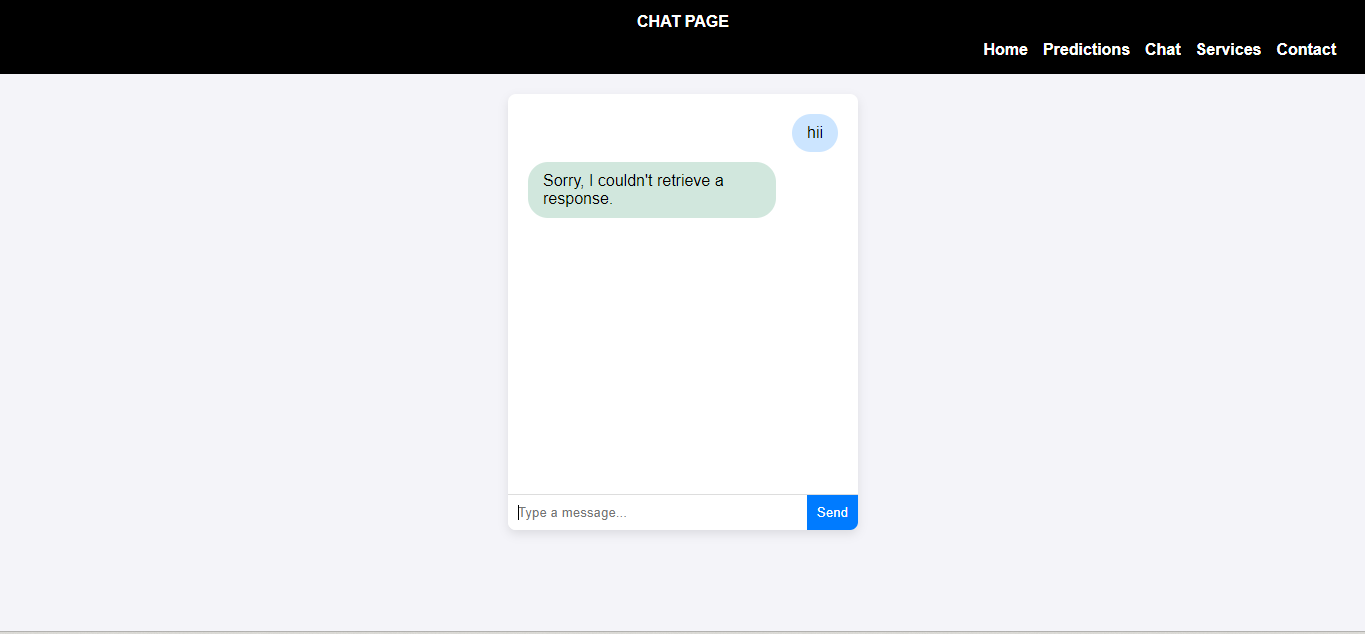 CHAT PAGE
Home Predictions Chat Services Contact
hii
Sorry, I couldn't retrieve a
response.
Type a message...
Send